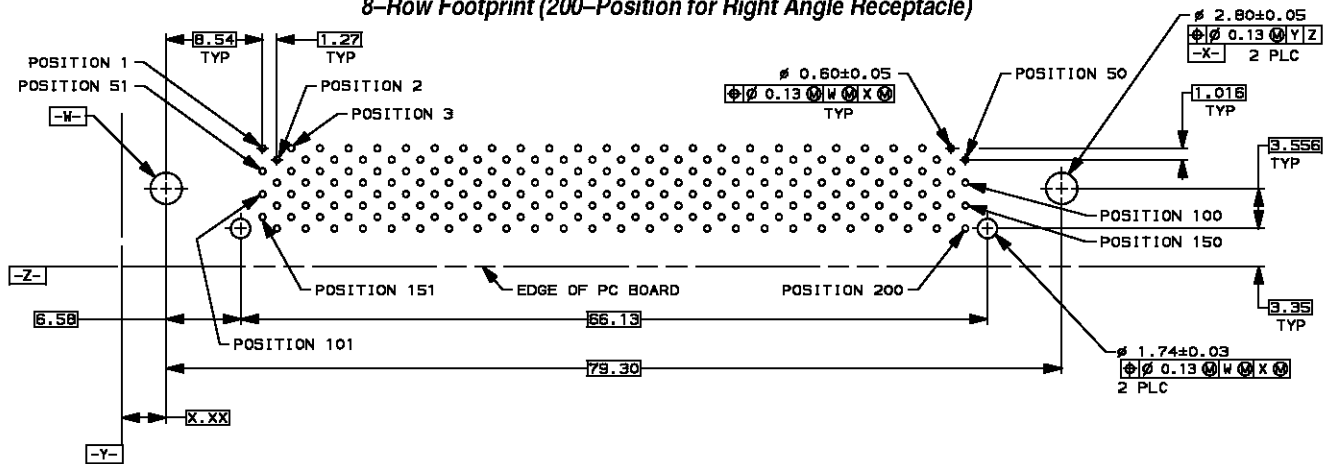 8–Row Footprint (200–Position for Right Angle Receptacle)
8.54
TYP
1.27
TYP
ø 2.80±0.05
⌖ ø 0.13 Ⓜ Y Z
-X- 2 PLC
POSITION 1
POSITION 51
POSITION 2
POSITION 3
-W-
ø 0.60±0.05
⌖ ø 0.13 Ⓜ W Ⓜ X Ⓜ
TYP
POSITION 50
1.016
TYP
3.556
TYP
POSITION 100
POSITION 150
-Z-
POSITION 151
EDGE OF PC BOARD
POSITION 200
6.58
66.13
3.35
TYP
POSITION 101
79.30
ø 1.74±0.03
⌖ ø 0.13 Ⓜ W Ⓜ X Ⓜ
2 PLC
X.XX
-Y-